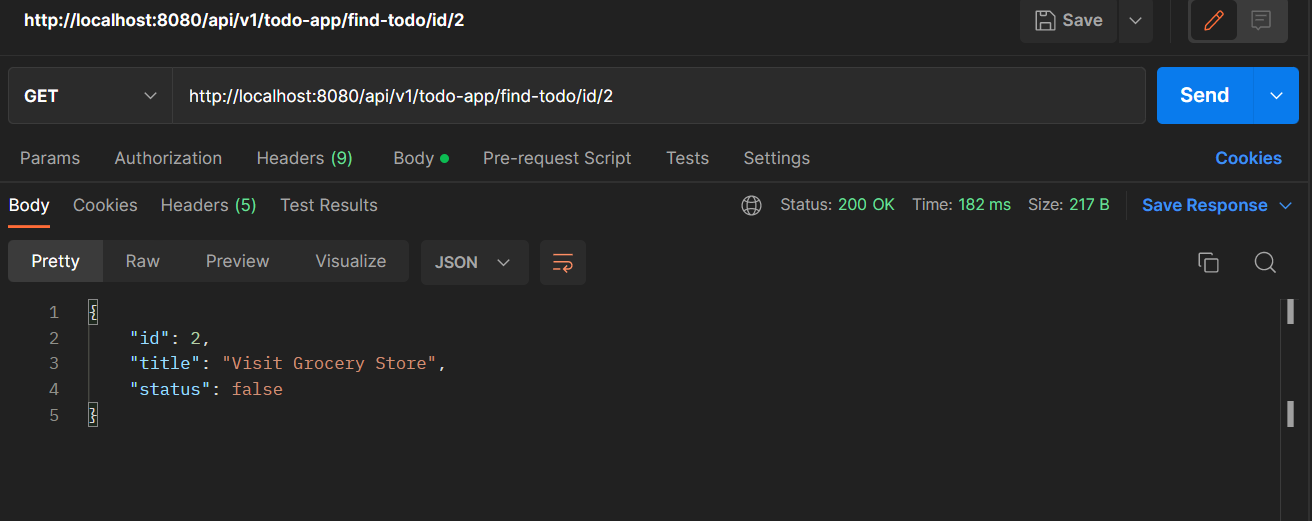 http://localhost:8080/api/v1/todo-app/find-todo/id/2
Save
GET
http://localhost:8080/api/v1/todo-app/find-todo/id/2
Send
Params Authorization Headers (9) Body Pre-request Script Tests Settings Cookies
Body Cookies Headers (5) Test Results Status: 200 OK Time: 182 ms Size: 217 B Save Response
Pretty Raw Preview Visualize JSON
1 {
2 "id": 2,
3 "title": "Visit Grocery Store",
4 "status": false
5 }